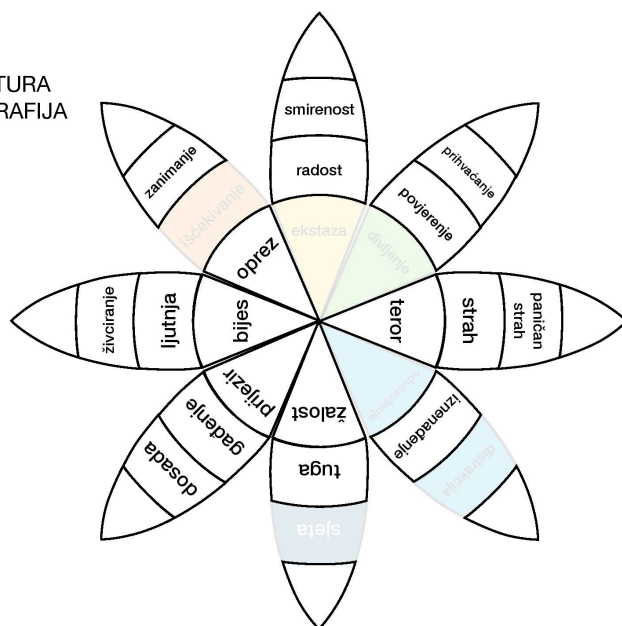 TURA
RAFIJA
smirenost
radost
ekstaza
prihvaćanje
povjerenje
divljenje
zanimanje
iščekivanje
oprez
živciranje
ljutnja
bijes
teror
strah
paničan
strah
prijezir
gađenje
dosada
žalost
tuga
sjeta
oduševljenje
iznenađenje
distrakcija